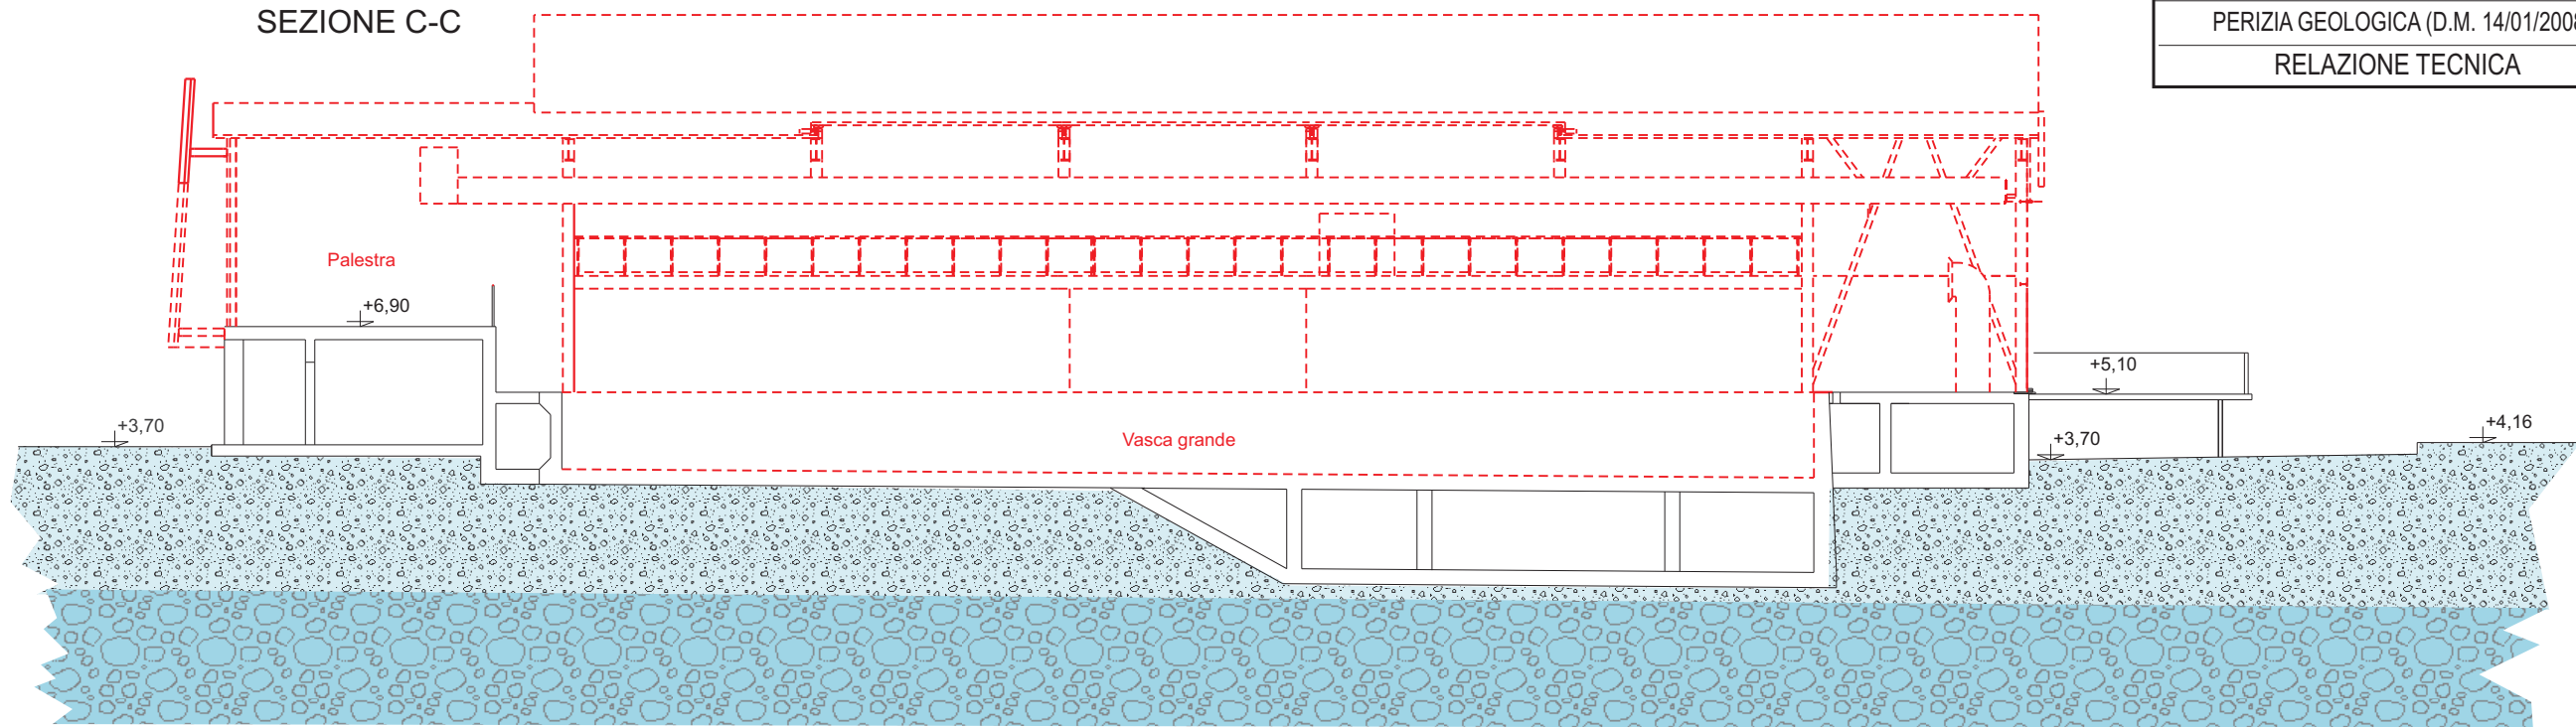 SEZIONE C-C
PERIZIA GEOLOGICA (D.M. 14/01/2008
RELAZIONE TECNICA
Palestra
+6,90
+5,10
+3,70
Vasca grande
+3,70
+4,16